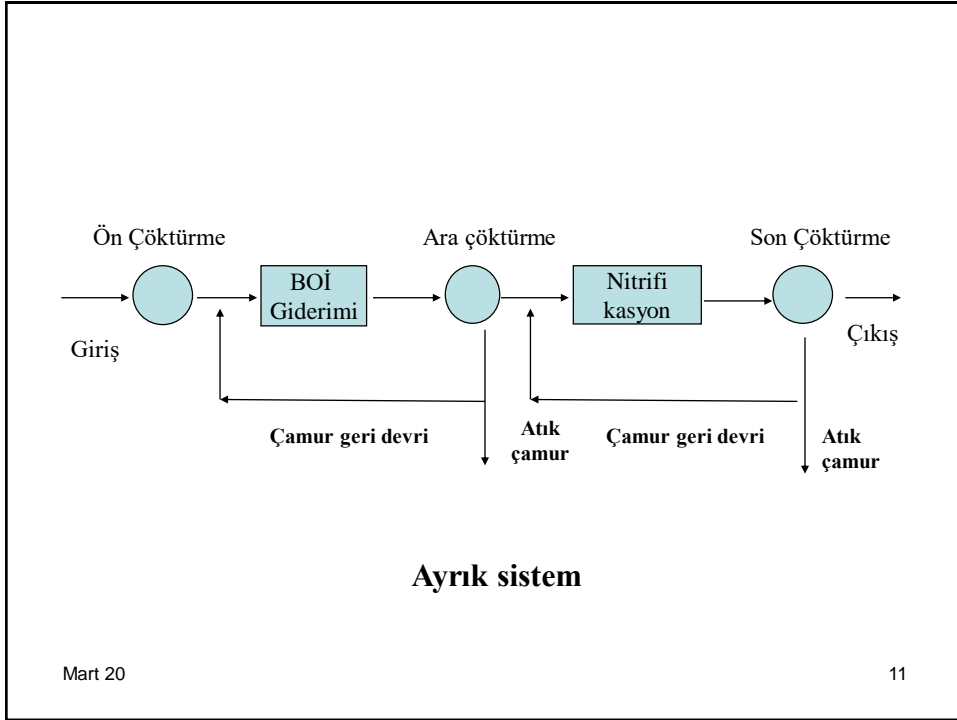 Ön Çöktürme
Ara çöktürme
Son Çöktürme
BOİ
Giderimi
Nitrifi
kasyon
Giriş
Çıkış
Çamur geri devri
Atık
çamur
Çamur geri devri
Atık
çamur
Ayrık sistem
Mart 20
11